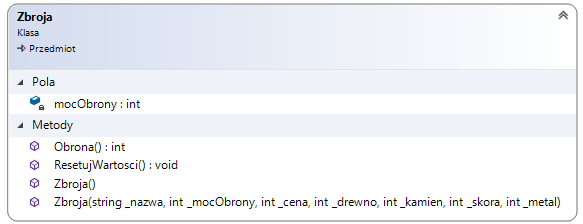 Zbroja
Klasa
Przedmiot
Pola
mocObrony : int
Metody
Obrona() : int
ResetujWartosci() : void
Zbroja()
Zbroja(string _nazwa, int _mocObrony, int _cena, int _drewno, int _kamien, int _skora, int _metal)